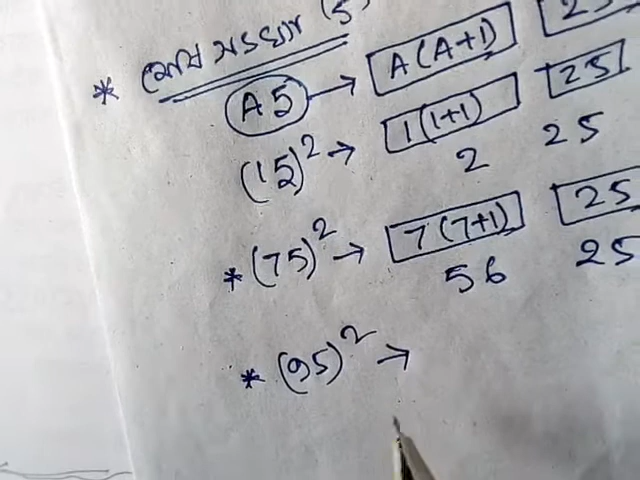 * শেষ সংখ্যা (5)
A5 → A(A+1) 25
(15)² → 1(1+1) 25
2 25
* (75)² → 7(7+1) 25
56 25
* (95)² →